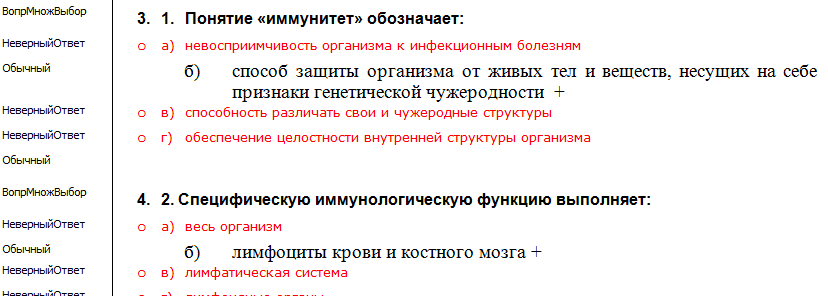 ВопрМножВыбор 3. 1. Понятие «иммунитет» обозначает:
НеверныйОтвет o а) невосприимчивость организма к инфекционным болезням
Обычный б) способ защиты организма от живых тел и веществ, несущих на себе
признаки генетической чужеродности +
НеверныйОтвет o в) способность различать свои и чужеродные структуры
НеверныйОтвет o г) обеспечение целостности внутренней структуры организма
Обычный
ВопрМножВыбор 4. 2. Специфическую иммунологическую функцию выполняет:
НеверныйОтвет o а) весь организм
Обычный б) лимфоциты крови и костного мозга +
НеверныйОтвет o в) лимфатическая система
НеверныйОтвет